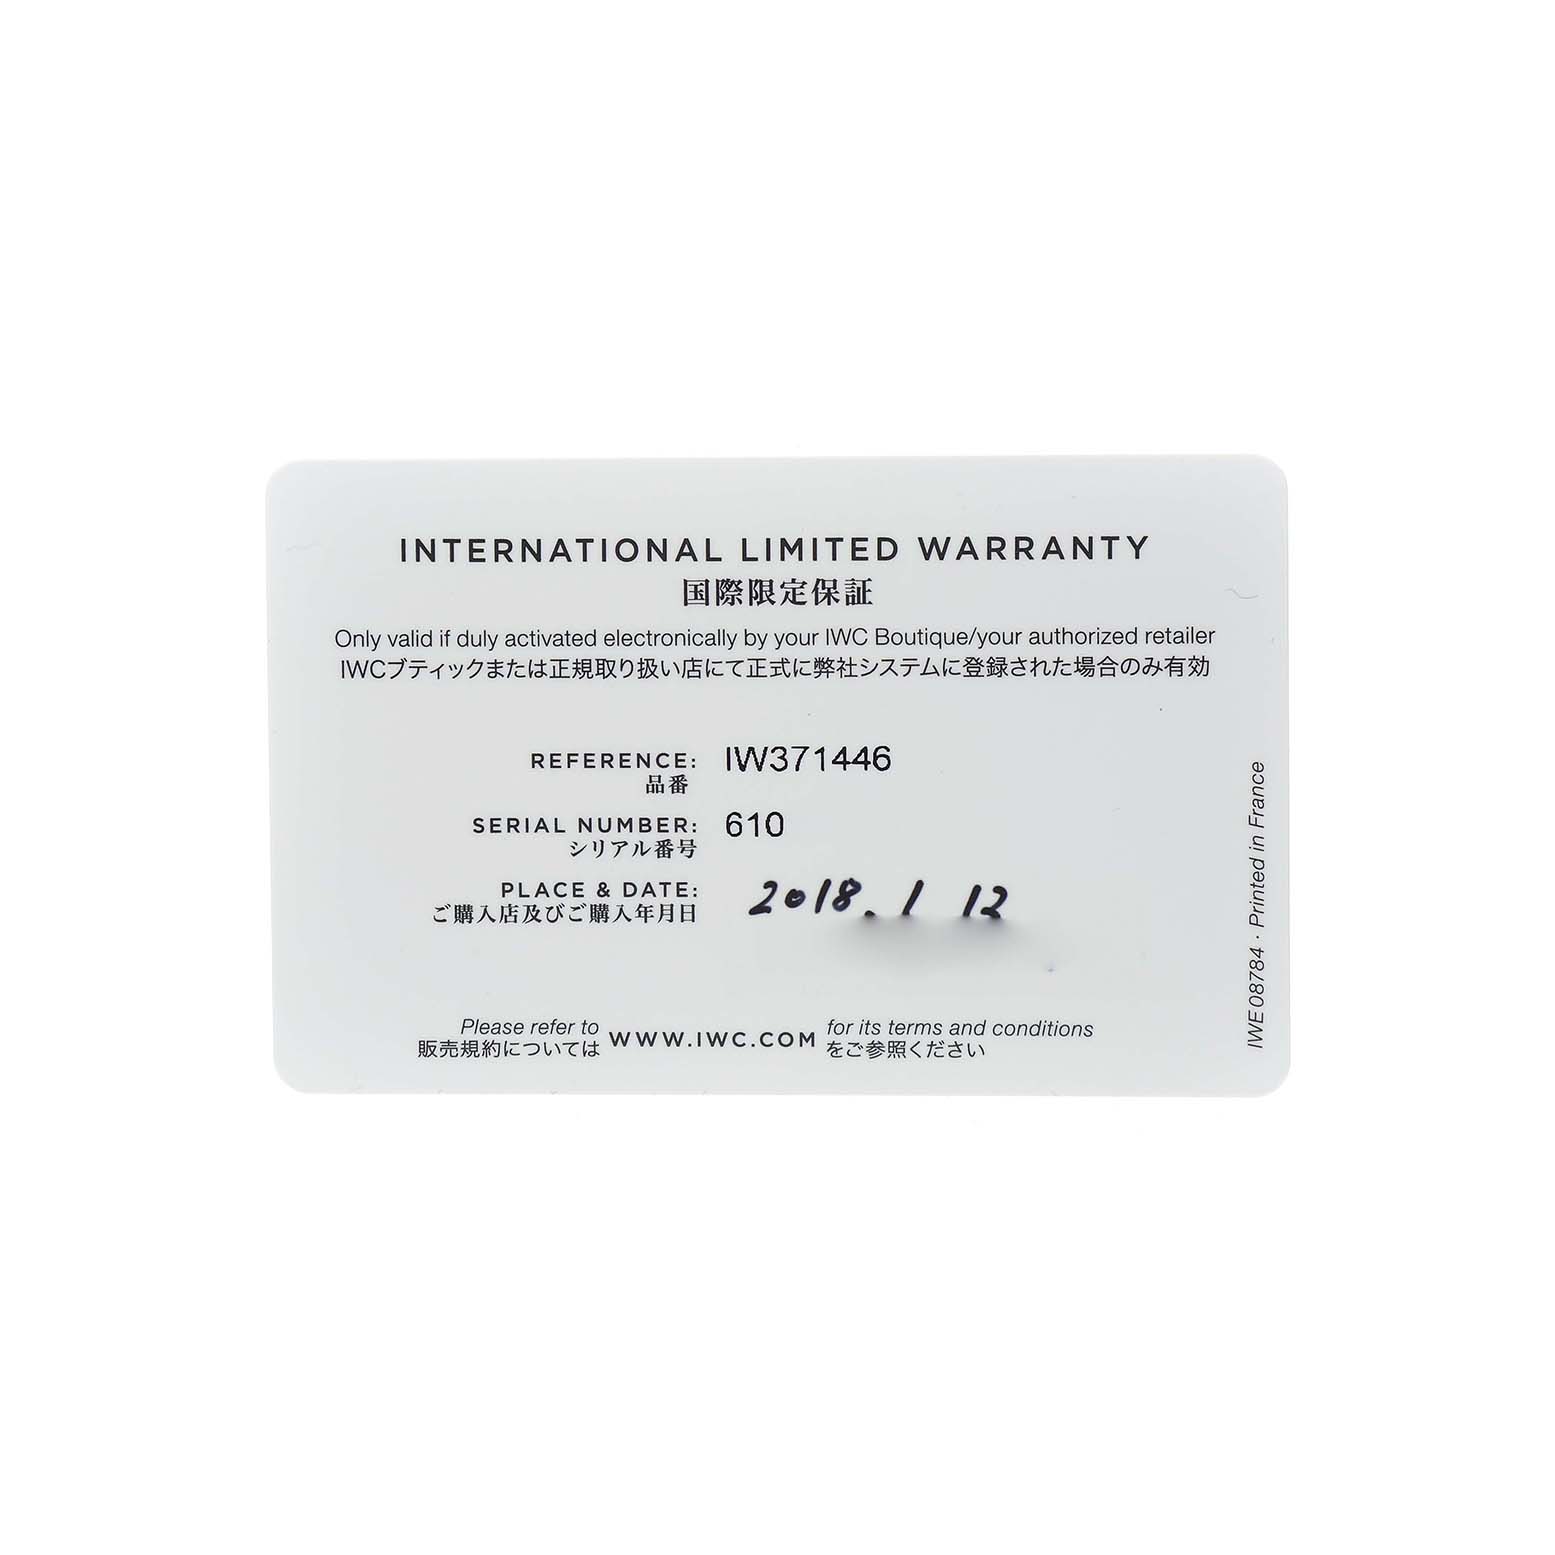 INTERNATIONAL LIMITED WARRANTY
国際限定保証
Only valid if duly activated electronically by your IWC Boutique/your authorized retailer
IWCブティックまたは正規取り扱い店にて正式に弊社システムに登録された場合のみ有効
REFERENCE: IW371446
品番
SERIAL NUMBER: 610
シリアル番号
PLACE & DATE: 2018. 1 13
ご購入店及びご購入年月日
Please refer to WWW.IWC.COM for its terms and conditions
販売規約については をご参照ください
IWE08784 · Printed in France